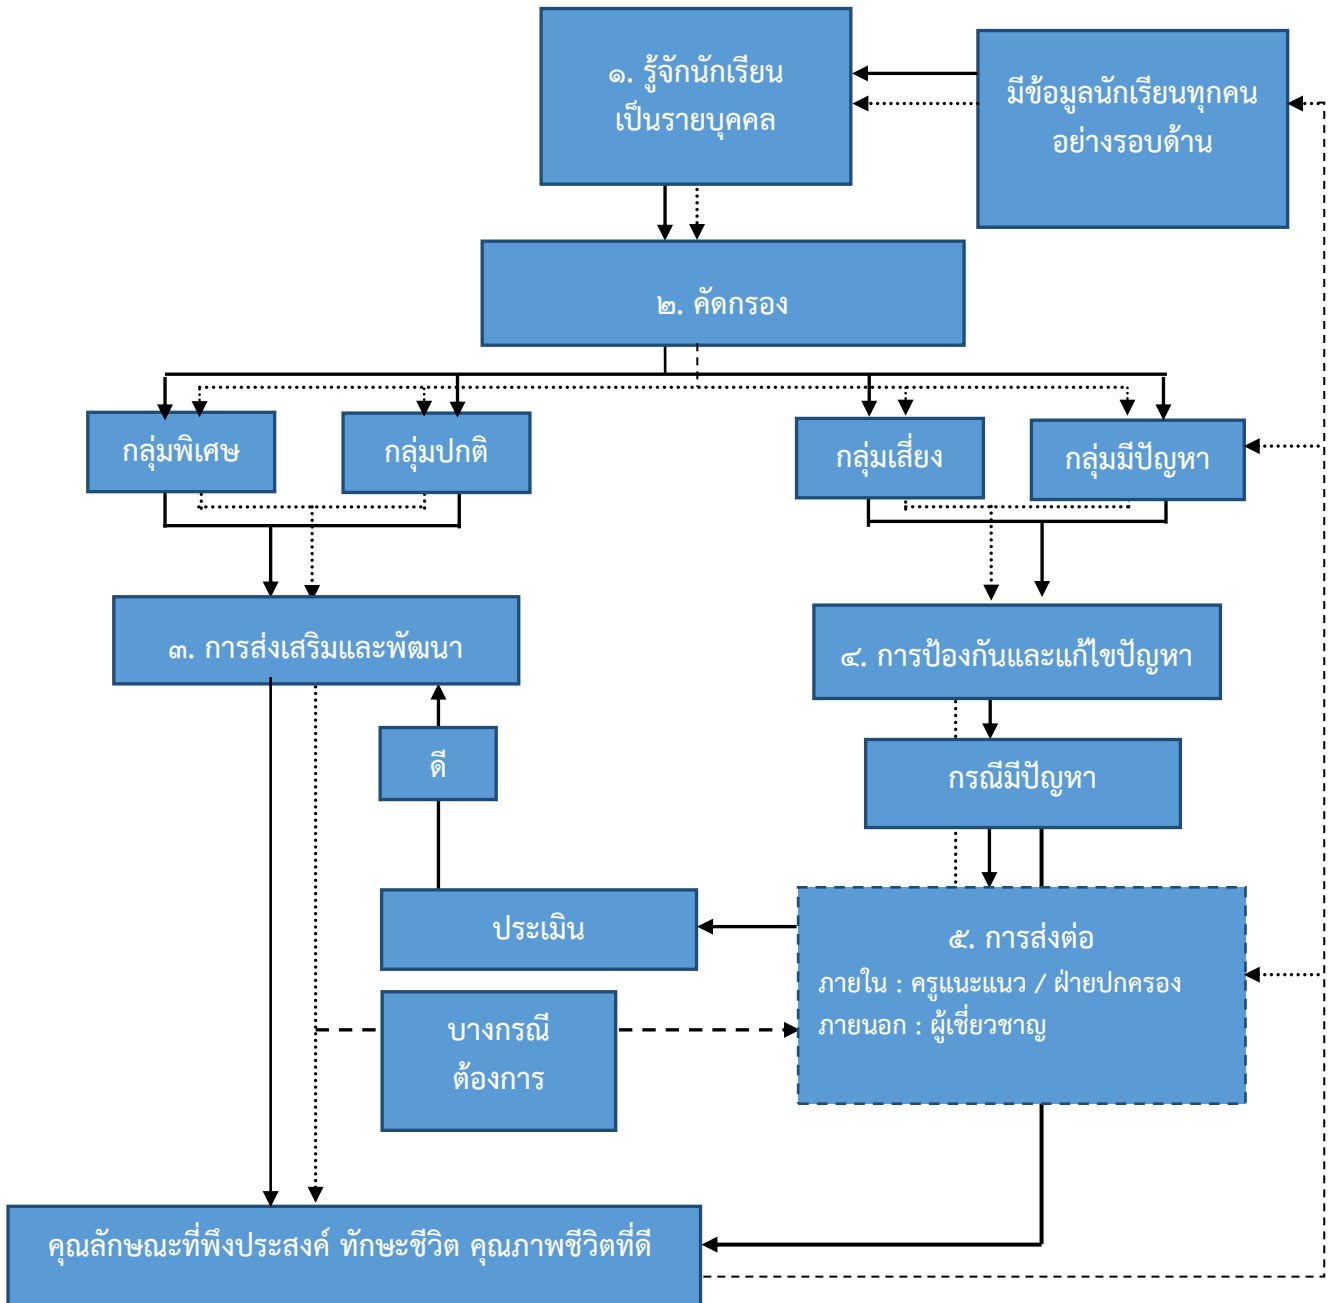 ๑. รู้จักนักเรียน
เป็นรายบุคคล
มีข้อมูลนักเรียนทุกคน
อย่างรอบด้าน
๒. คัดกรอง
กลุ่มพิเศษ
กลุ่มปกติ
กลุ่มเสี่ยง
กลุ่มมีปัญหา
๓. การส่งเสริมและพัฒนา
๔. การป้องกันและแก้ไขปัญหา
ดี
กรณีมีปัญหา
ประเมิน
๕. การส่งต่อ
ภายใน : ครูแนะแนว / ฝ่ายปกครอง
ภายนอก : ผู้เชี่ยวชาญ
บางกรณี
ต้องการ
คุณลักษณะที่พึงประสงค์ ทักษะชีวิต คุณภาพชีวิตที่ดี